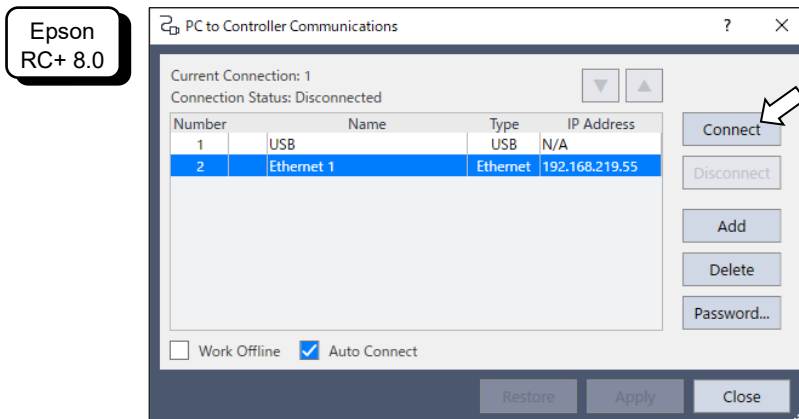 Epson
RC+ 8.0
PC to Controller Communications
?
Current Connection: 1
Connection Status: Disconnected
Number Name Type IP Address
1 USB USB N/A
2 Ethernet 1 Ethernet 192.168.219.55
Connect
Disconnect
Add
Delete
Password...
Work Offline Auto Connect
Restore Apply Close